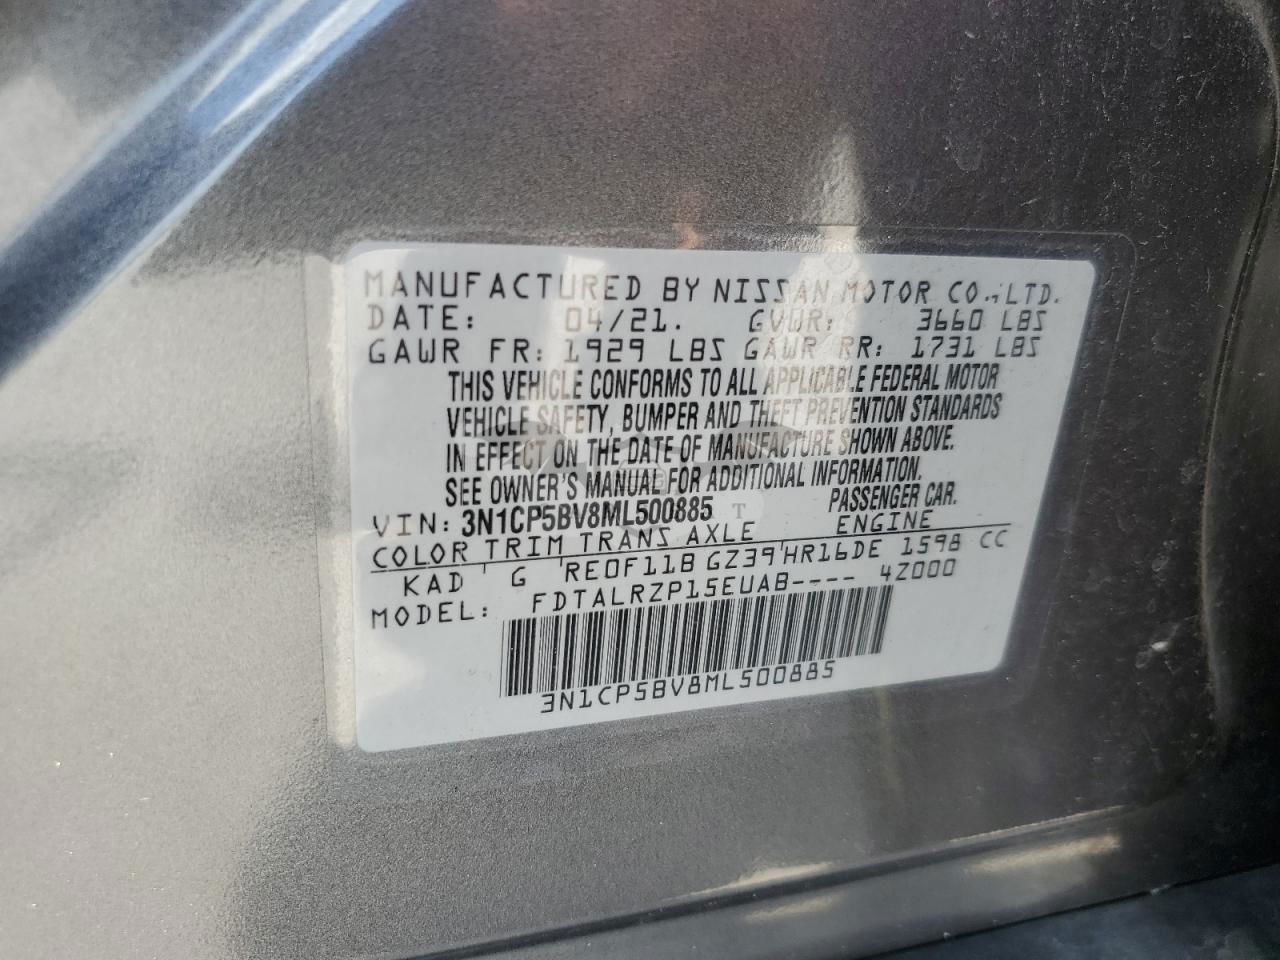 MANUFACTURED BY NISSAN MOTOR CO., LTD.
DATE: 04/21. GVWR: 3660 LBS
GAWR FR: 1929 LBS GAWR RR: 1731 LBS
THIS VEHICLE CONFORMS TO ALL APPLICABLE FEDERAL MOTOR
VEHICLE SAFETY, BUMPER AND THEFT PREVENTION STANDARDS
IN EFFECT ON THE DATE OF MANUFACTURE SHOWN ABOVE.
SEE OWNER'S MANUAL FOR ADDITIONAL INFORMATION.
VIN: 3N1CP5BV8ML500885 T PASSENGER CAR.
COLOR TRIM TRANS AXLE ENGINE
KAD G RE0F11B GZ39 HR16DE 1598 CC
MODEL: FDTALRZP15EUAB---- 4Z000
3N1CP5BV8ML500885